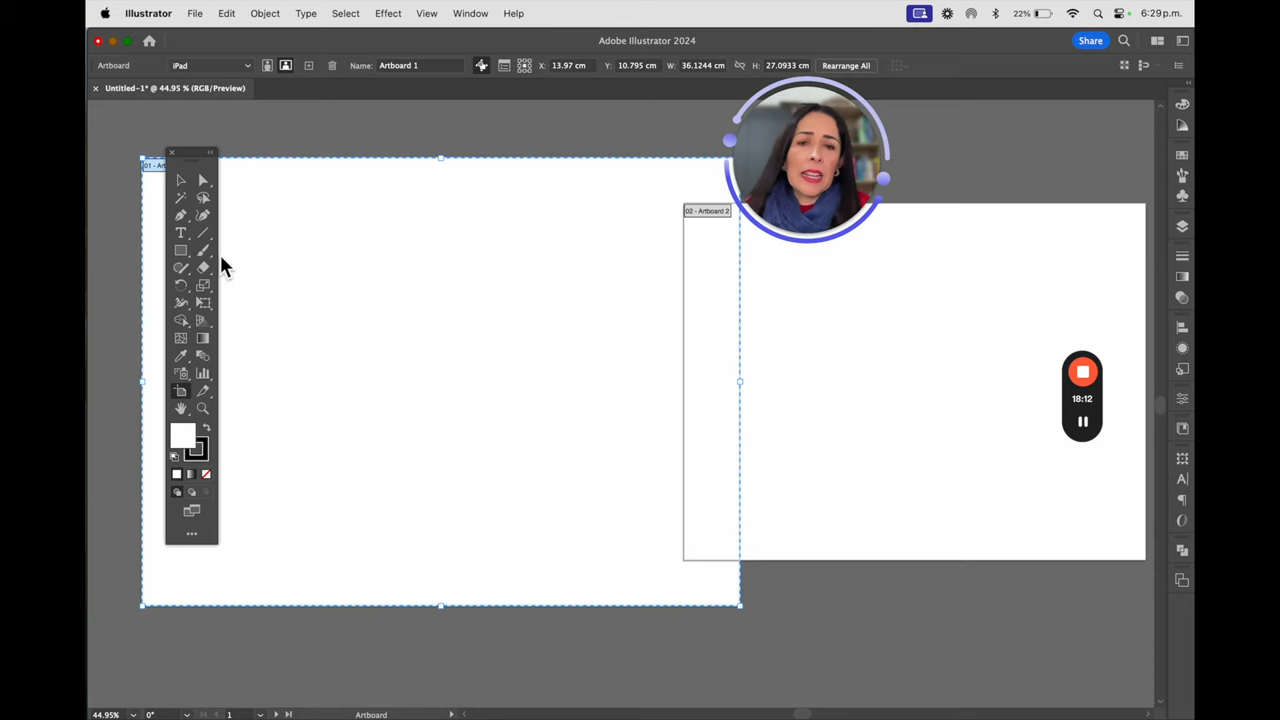 Illustrator File Edit Object Type Select Effect View Window Help 22% 6:29 p.m.
Adobe Illustrator 2024 Share
Artboard iPad Name: Artboard 1 X: 13.97 cm Y: 10.795 cm W: 36.1244 cm H: 27.0933 cm Rearrange All
Untitled-1* @ 44.95 % (RGB/Preview)
01 - Art
02 - Artboard 2
18:12
44.95% 0° 1 Artboard